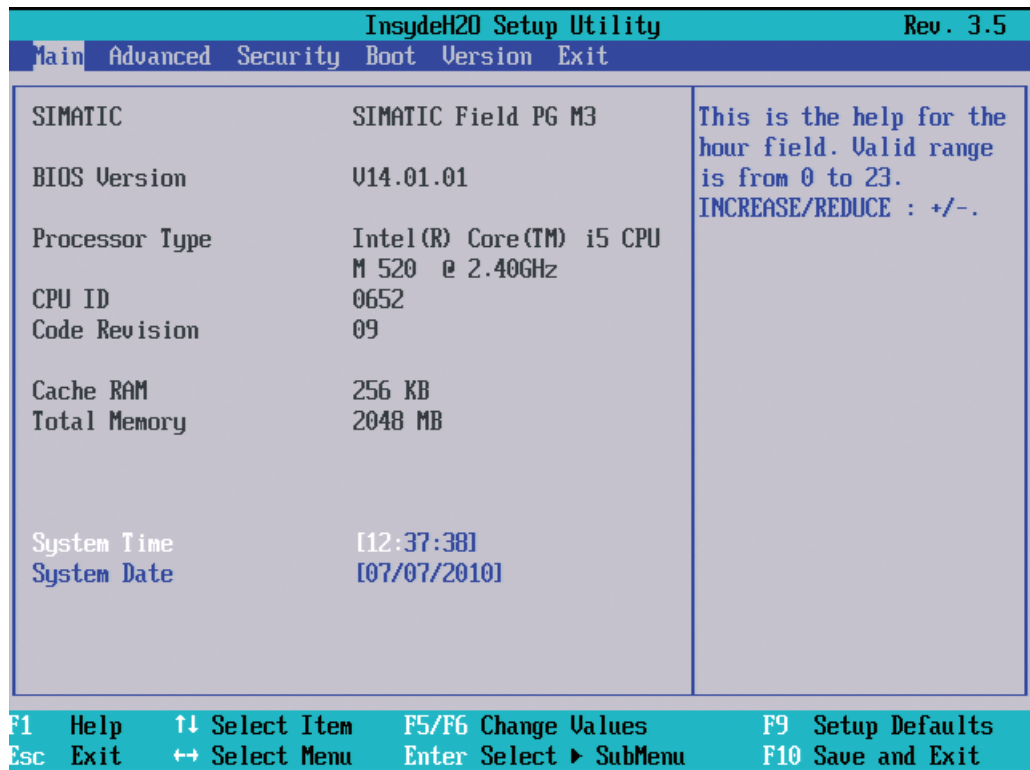 InsydeH2O Setup Utility Rev. 3.5
Main Advanced Security Boot Version Exit
SIMATIC SIMATIC Field PG M3
BIOS Version V14.01.01
Processor Type Intel(R) Core(TM) i5 CPU
M 520 @ 2.40GHz
CPU ID 0652
Code Revision 09
Cache RAM 256 KB
Total Memory 2048 MB
System Time [12:37:38]
System Date [07/07/2010]
This is the help for the
hour field. Valid range
is from 0 to 23.
INCREASE/REDUCE : +/-.
F1 Help ↑↓ Select Item F5/F6 Change Values F9 Setup Defaults
Esc Exit ↔ Select Menu Enter Select ▶ SubMenu F10 Save and Exit